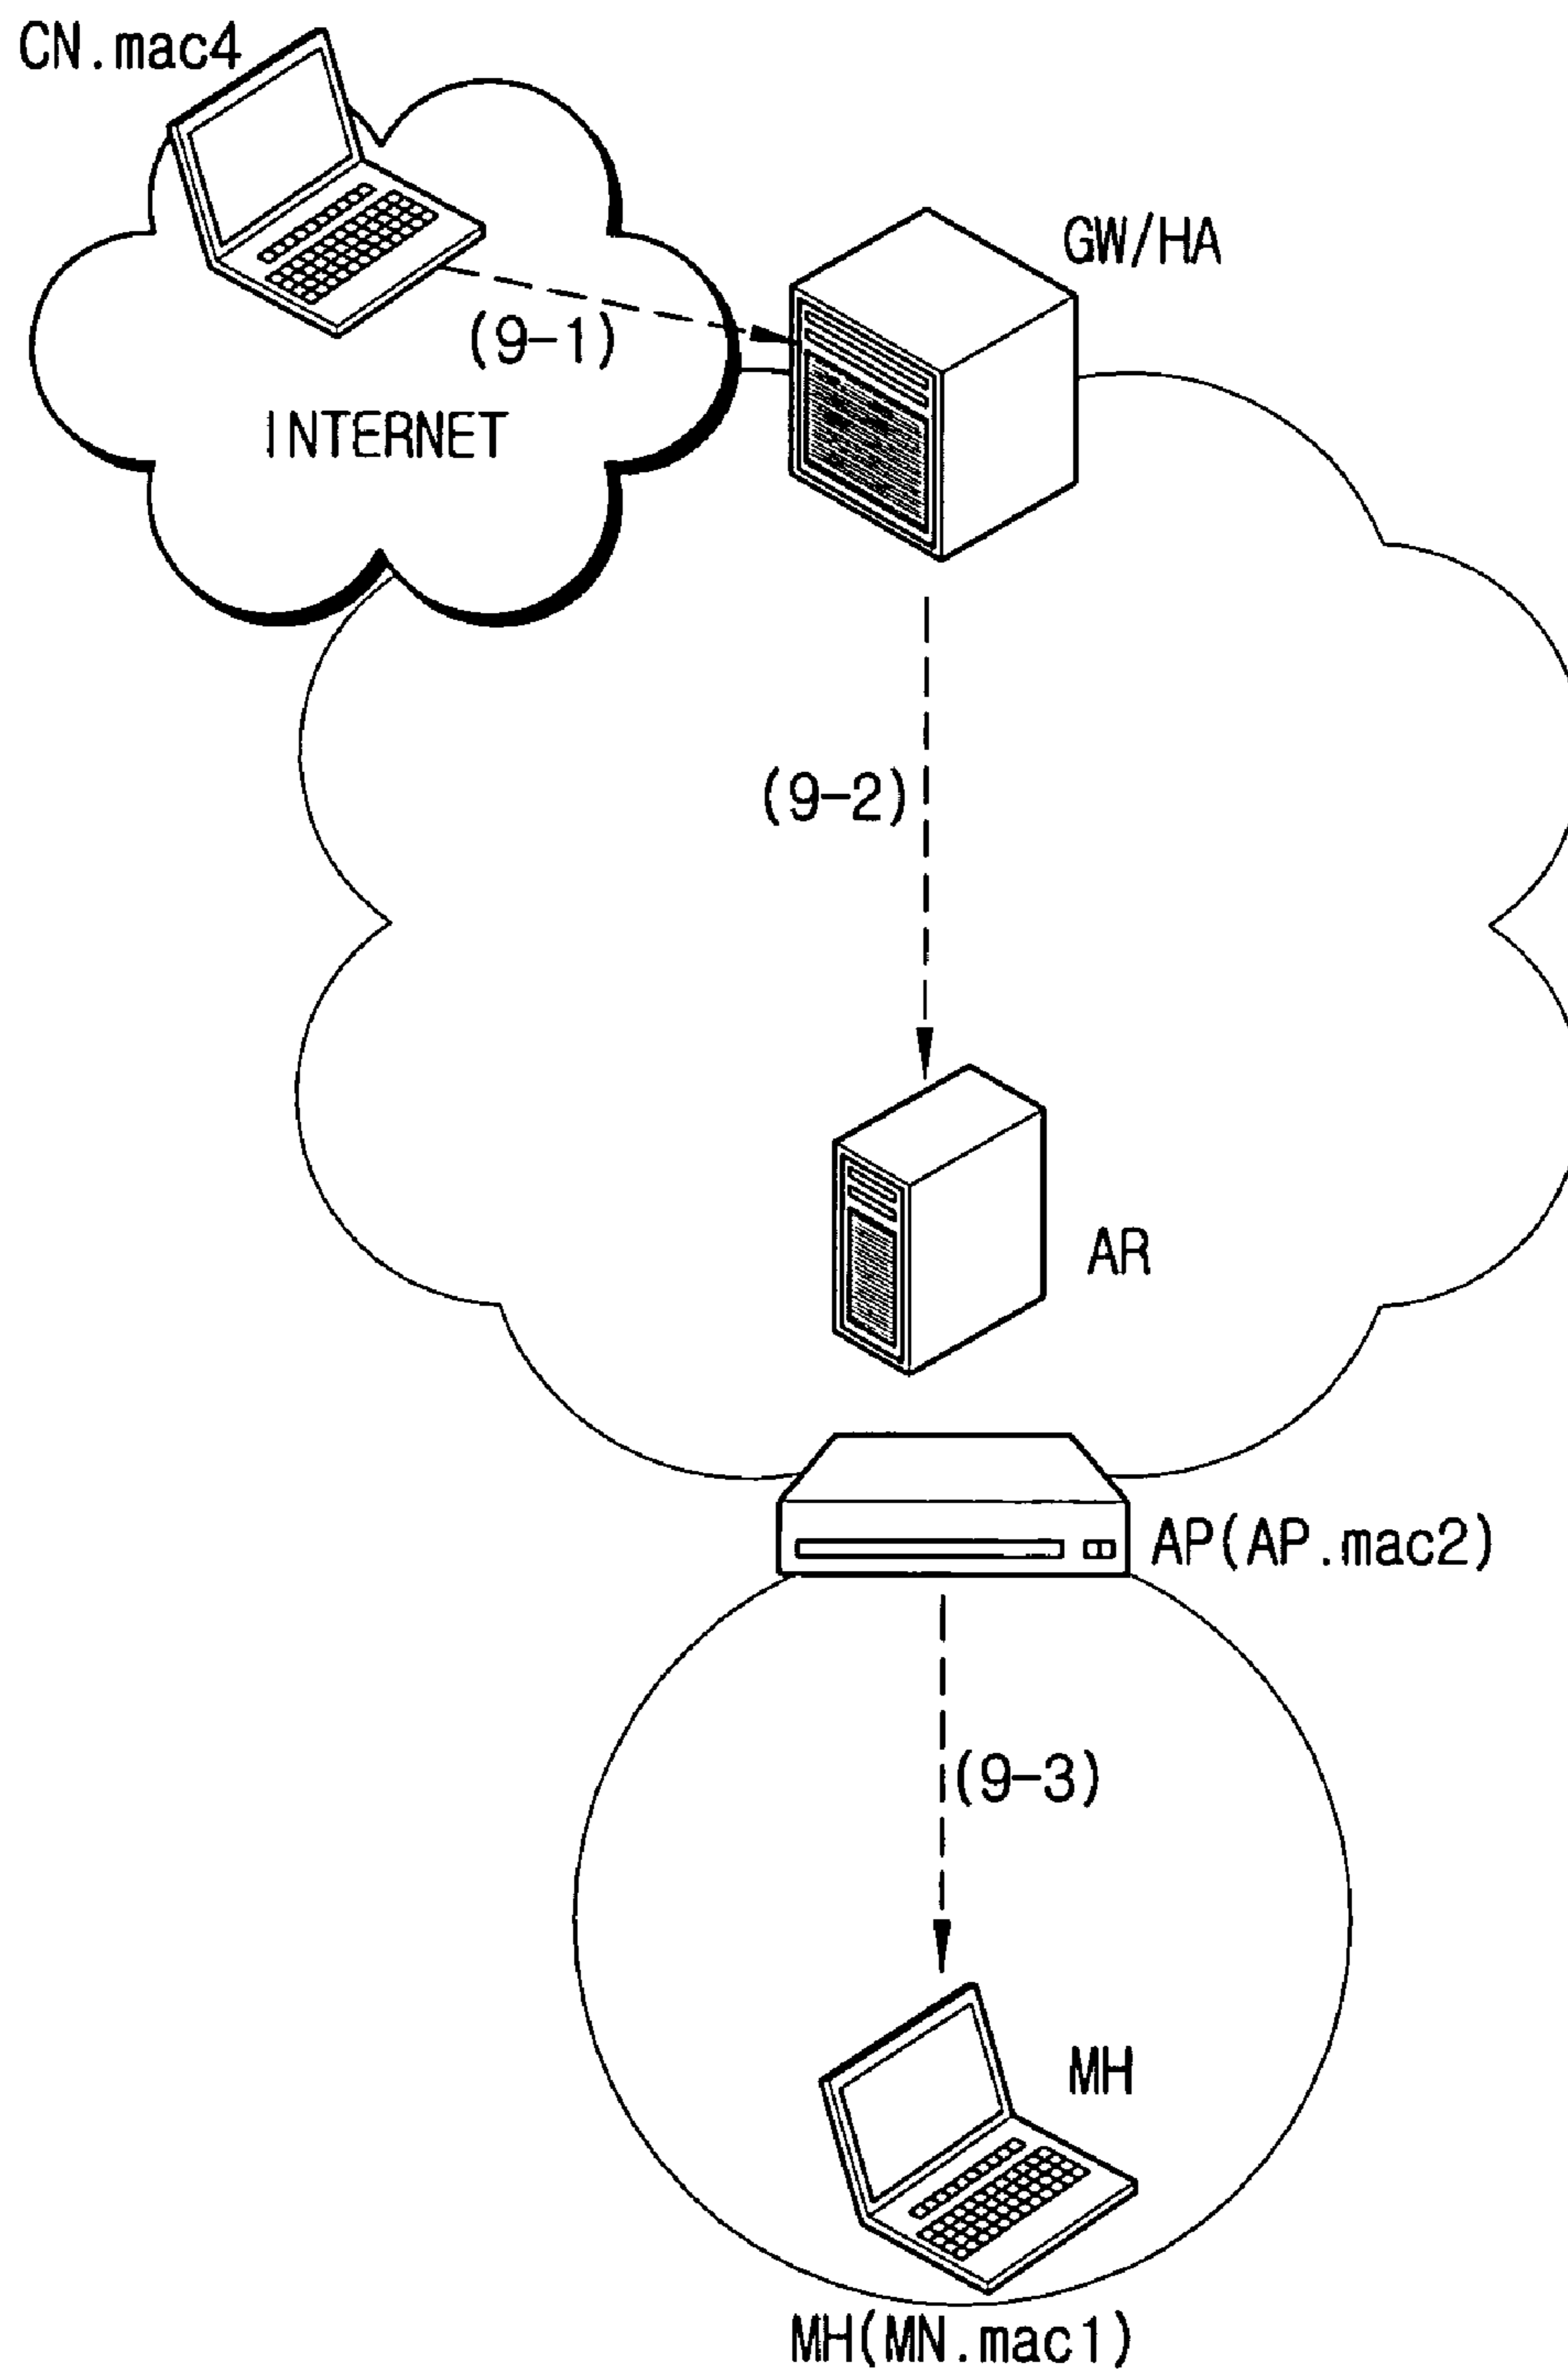 CN.mac4
GW/HA
(9-1)
INTERNET
(9-2)
AR
AP(AP.mac2)
(9-3)
MH
MH(MN.mac1)